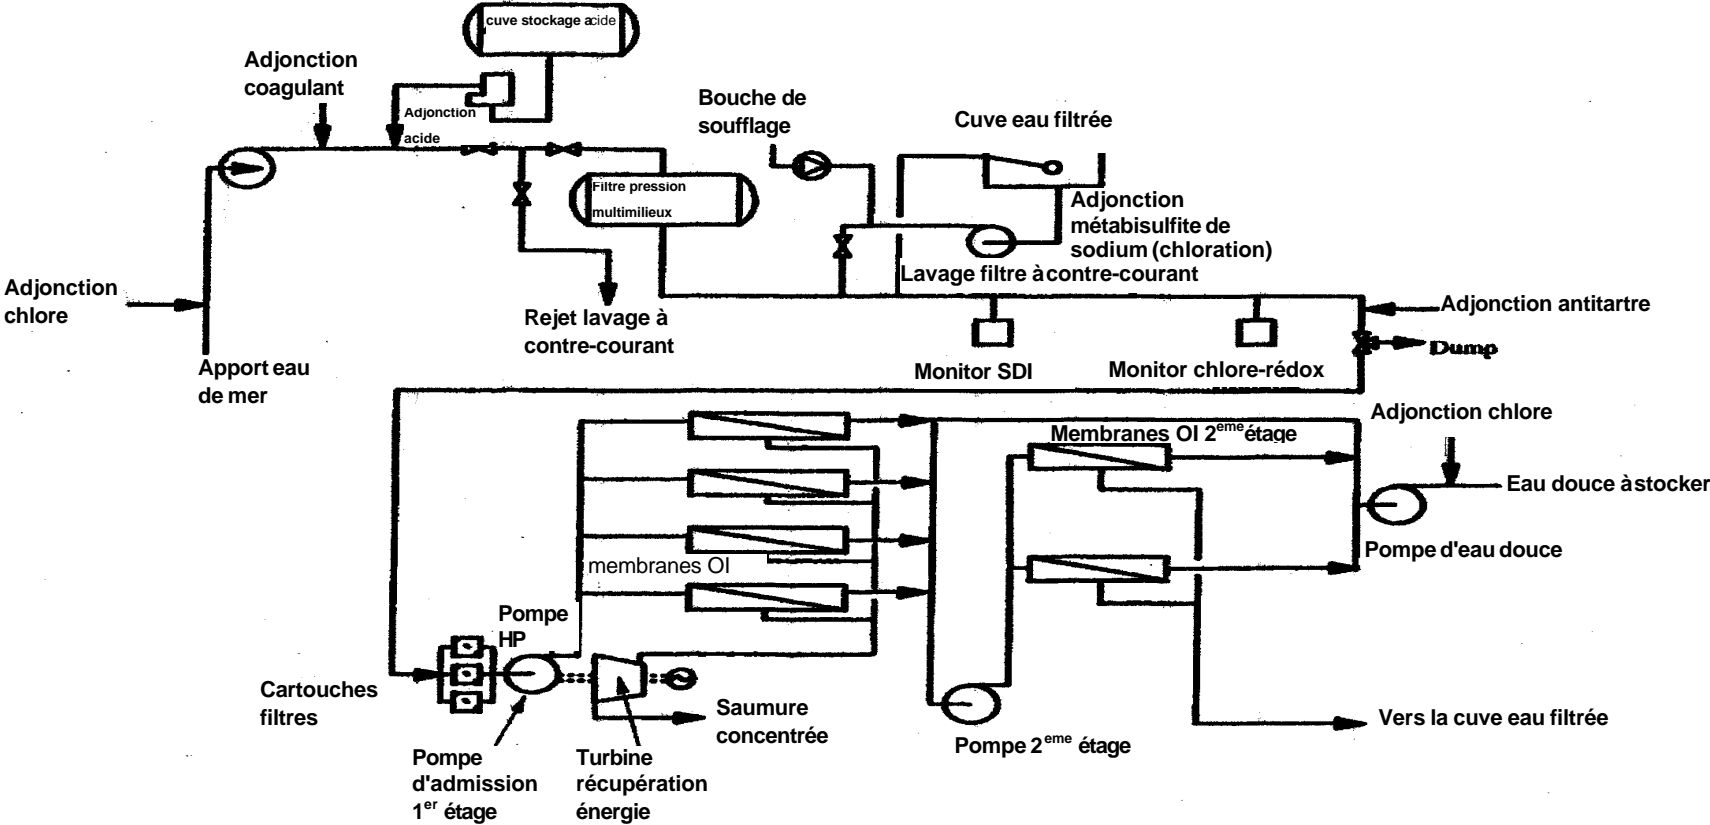 cuve stockage acide
Adjonction
coagulant
Adjonction
acide
Bouche de
soufflage
Cuve eau filtrée
Filtre pression
multimilieux
Adjonction
métabisulfite de
sodium (chloration)
Lavage filtre à contre-courant
Adjonction
chlore
Rejet lavage à
contre-courant
Adjonction antitartre
Dump
Apport eau
de mer
Monitor SDI
Monitor chlore-rédox
Adjonction chlore
Membranes OI 2eme étage
Eau douce à stocker
Pompe d'eau douce
membranes OI
Pompe
HP
Cartouches
filtres
Saumure
concentrée
Vers la cuve eau filtrée
Pompe 2eme étage
Pompe
d'admission
1er étage
Turbine
récupération
énergie